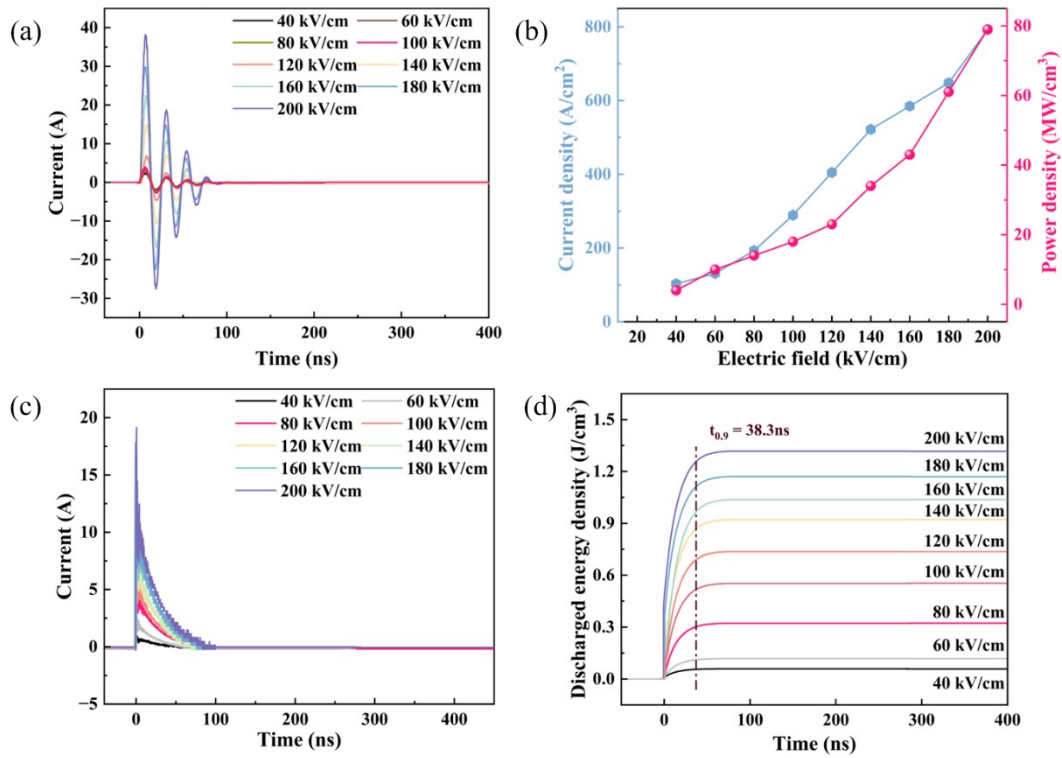 (a)
40 kV/cm 60 kV/cm
80 kV/cm 100 kV/cm
120 kV/cm 140 kV/cm
160 kV/cm 180 kV/cm
200 kV/cm
Current (A)
40
30
20
10
0
−10
−20
−30
0 100 200 300 400
Time (ns)
(b)
Current density (A/cm²)
800
600
400
200
0
Power density (MW/cm³)
80
60
40
20
0
20 40 60 80 100 120 140 160 180 200
Electric field (kV/cm)
(c)
40 kV/cm 60 kV/cm
80 kV/cm 100 kV/cm
120 kV/cm 140 kV/cm
160 kV/cm 180 kV/cm
200 kV/cm
Current (A)
20
15
10
5
0
−5
0 100 200 300 400
Time (ns)
(d)
Discharged energy density (J/cm³)
1.5
1.2
0.9
0.6
0.3
0.0
t0.9 = 38.3ns
200 kV/cm
180 kV/cm
160 kV/cm
140 kV/cm
120 kV/cm
100 kV/cm
80 kV/cm
60 kV/cm
40 kV/cm
0 100 200 300 400
Time (ns)